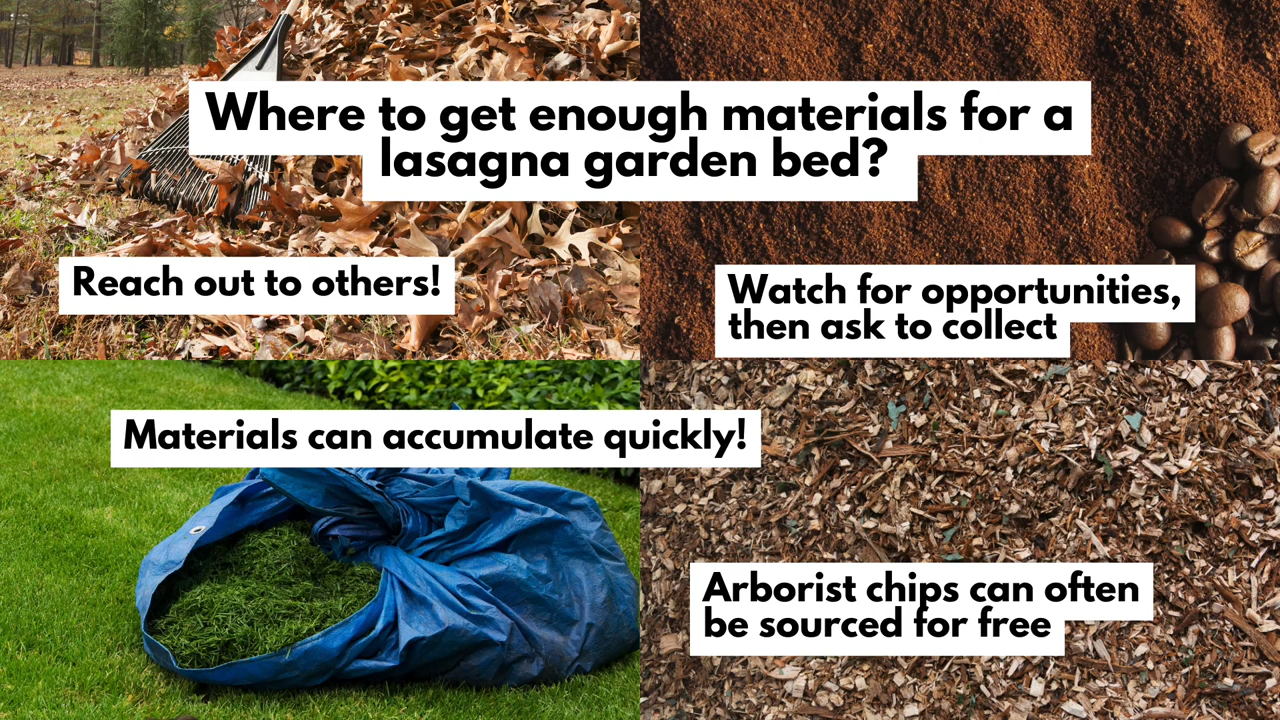 Where to get enough materials for a
lasagna garden bed?
Reach out to others!
Watch for opportunities,
then ask to collect
Materials can accumulate quickly!
Arborist chips can often
be sourced for free